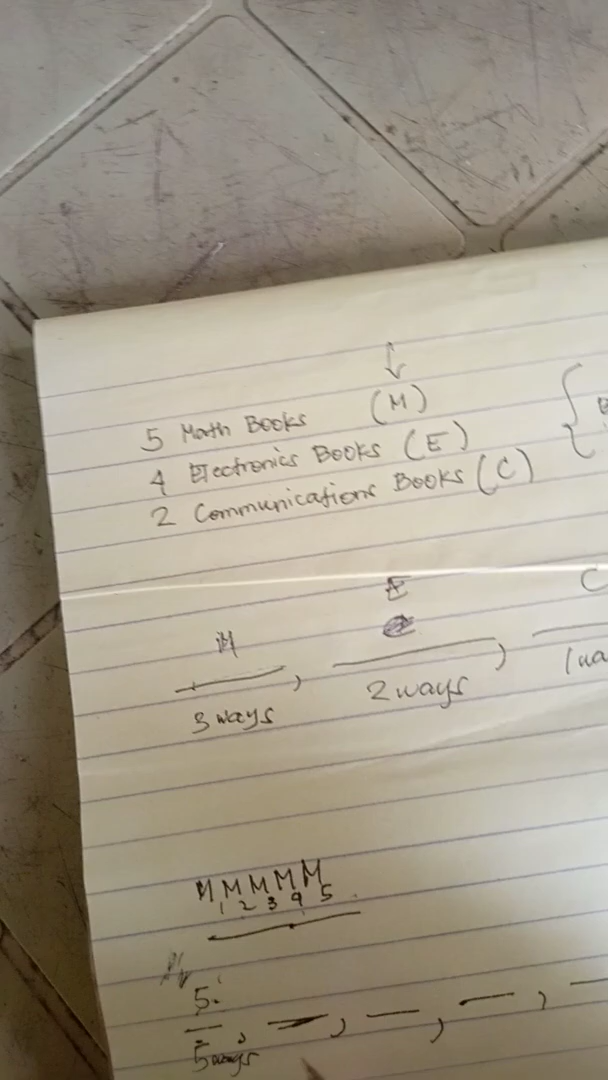 5 Math Books (M)
4 Electronics Books (E)
2 Communications Books (C)
E
M C
3 ways , 2 ways ,
M M M M M
1 2 3 4 5
5
5 ways